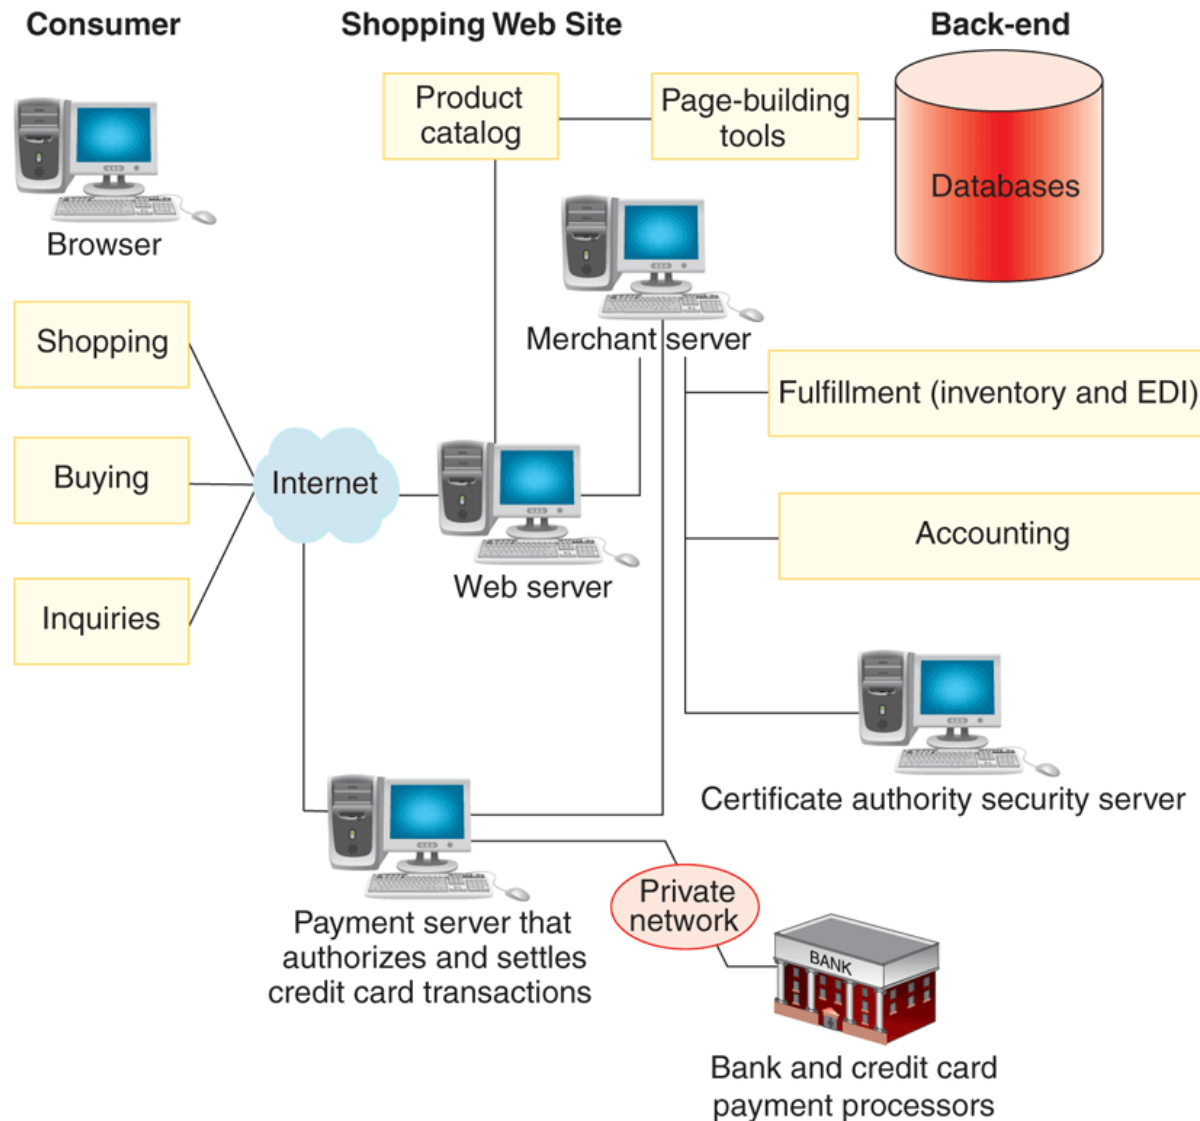 Consumer
Shopping Web Site
Back-end
Browser
Product
catalog
Page-building
tools
Databases
Merchant server
Shopping
Buying
Inquiries
Internet
Web server
Fulfillment (inventory and EDI)
Accounting
Certificate authority security server
Payment server that
authorizes and settles
credit card transactions
Private
network
BANK
Bank and credit card
payment processors